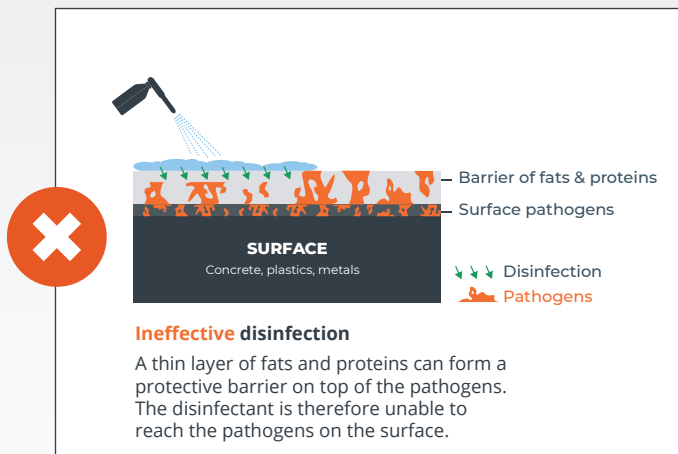 Barrier of fats & proteins
Surface pathogens
SURFACE
Concrete, plastics, metals
Disinfection
Pathogens
Ineffective disinfection
A thin layer of fats and proteins can form a
protective barrier on top of the pathogens.
The disinfectant is therefore unable to
reach the pathogens on the surface.